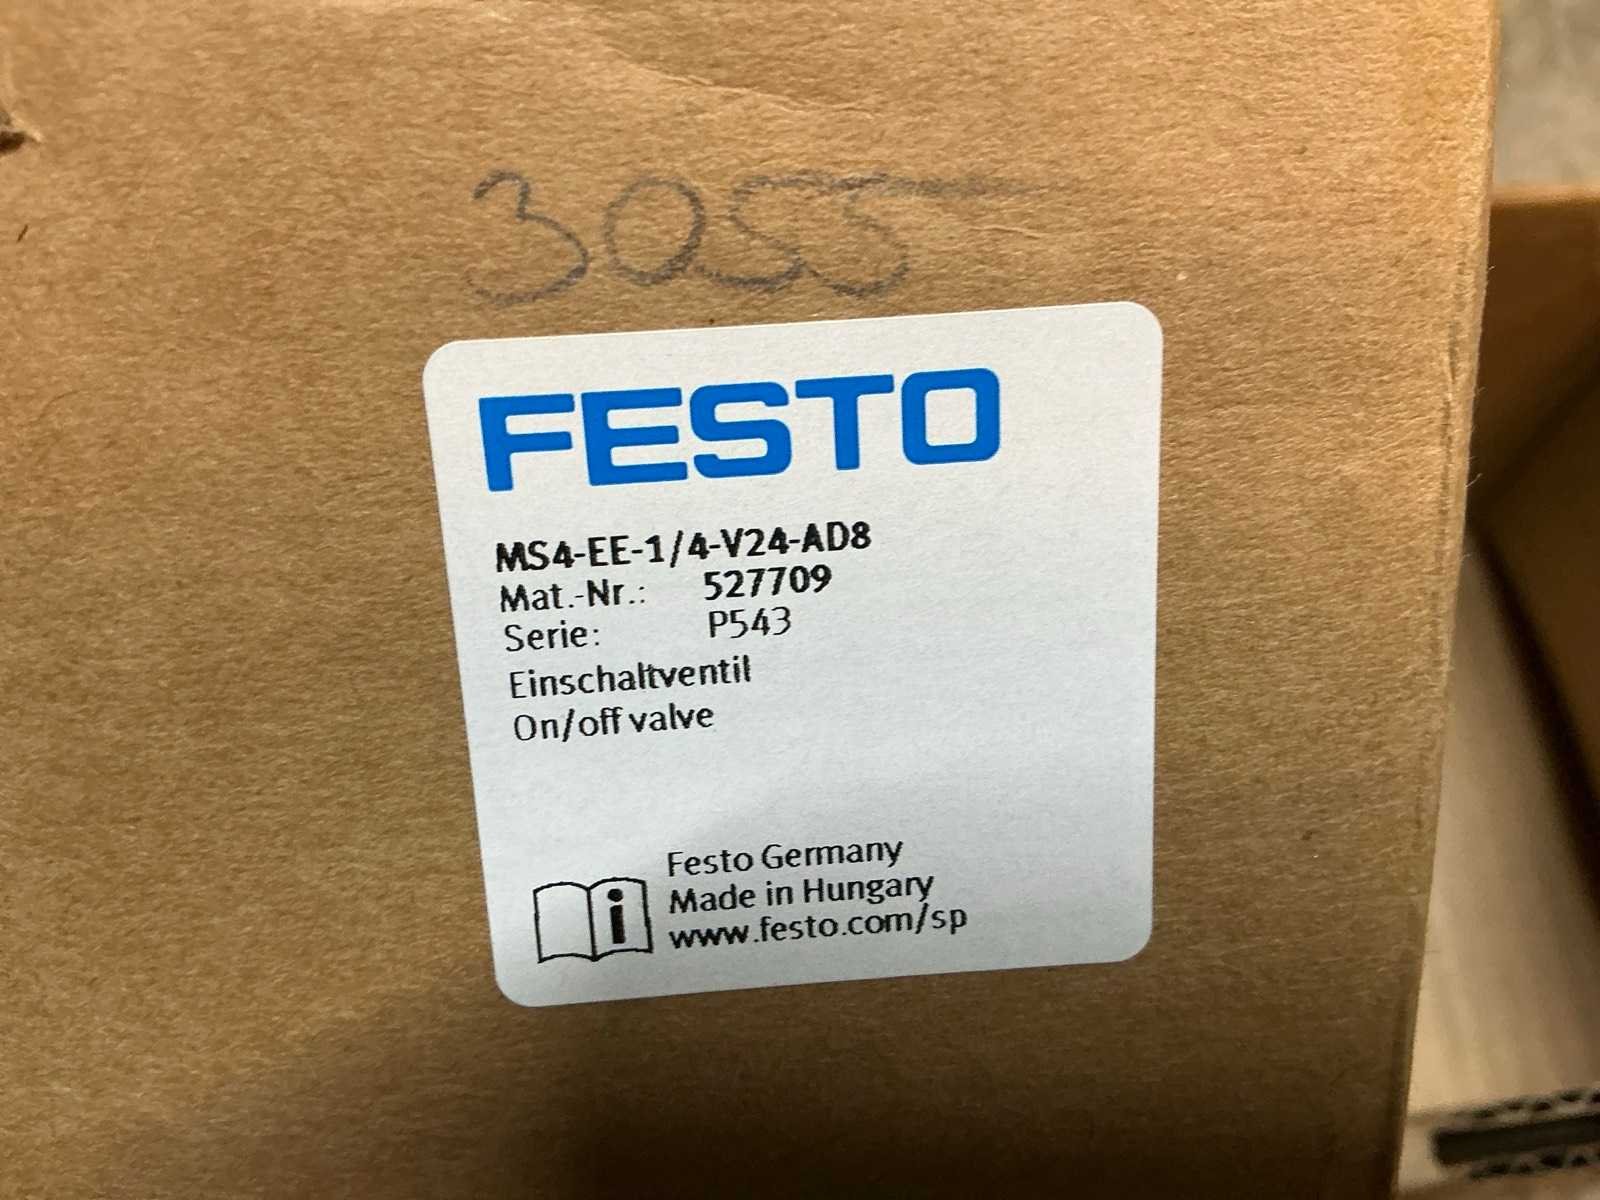 3055
FESTO
MS4-EE-1/4-V24-AD8
Mat.-Nr.: 527709
Serie: P543
Einschaltventil
On/off valve
Festo Germany
Made in Hungary
www.festo.com/sp